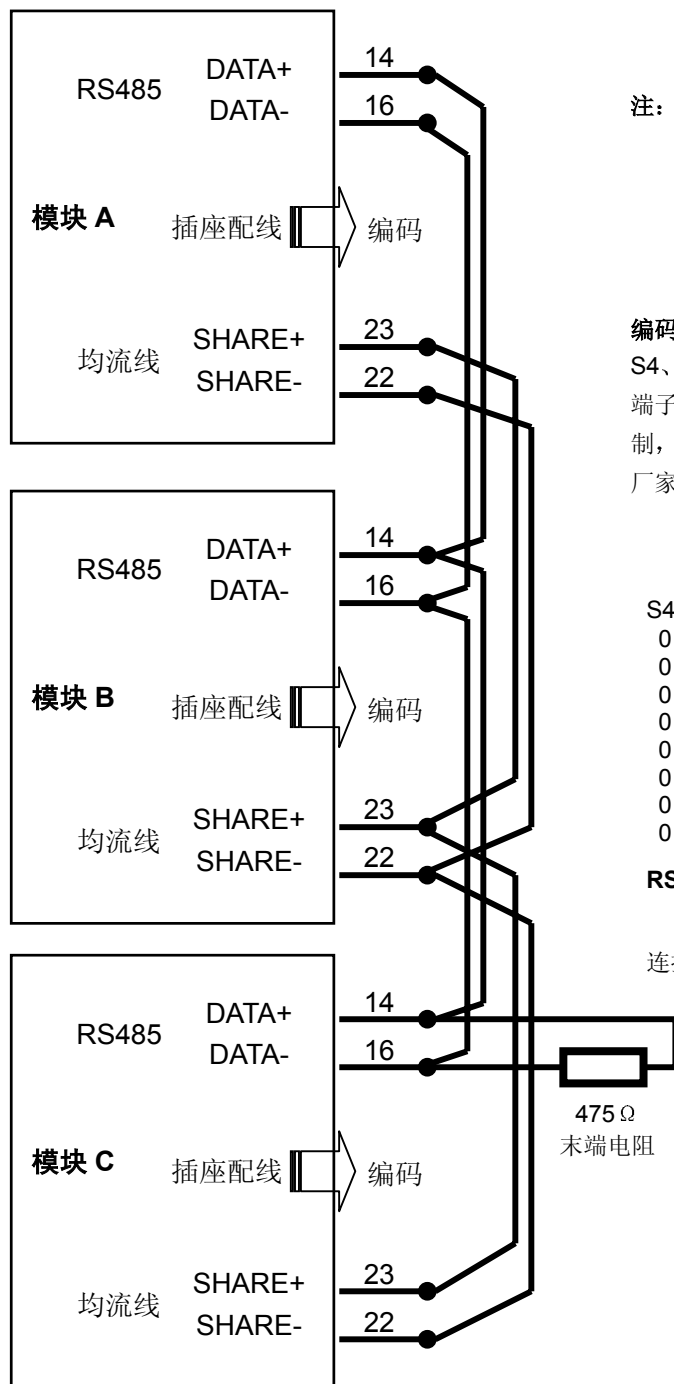 RS485 DATA+ 14
DATA- 16
模块 A 插座配线 编码
均流线 SHARE+ 23
SHARE- 22
RS485 DATA+ 14
DATA- 16
模块 B 插座配线 编码
均流线 SHARE+ 23
SHARE- 22
RS485 DATA+ 14
DATA- 16
475 Ω
末端电阻
模块 C 插座配线 编码
均流线 SHARE+ 23
SHARE- 22
注:
编码
S4、
端子
制,
厂家
S4
0
0
0
0
0
0
0
0
RS
连